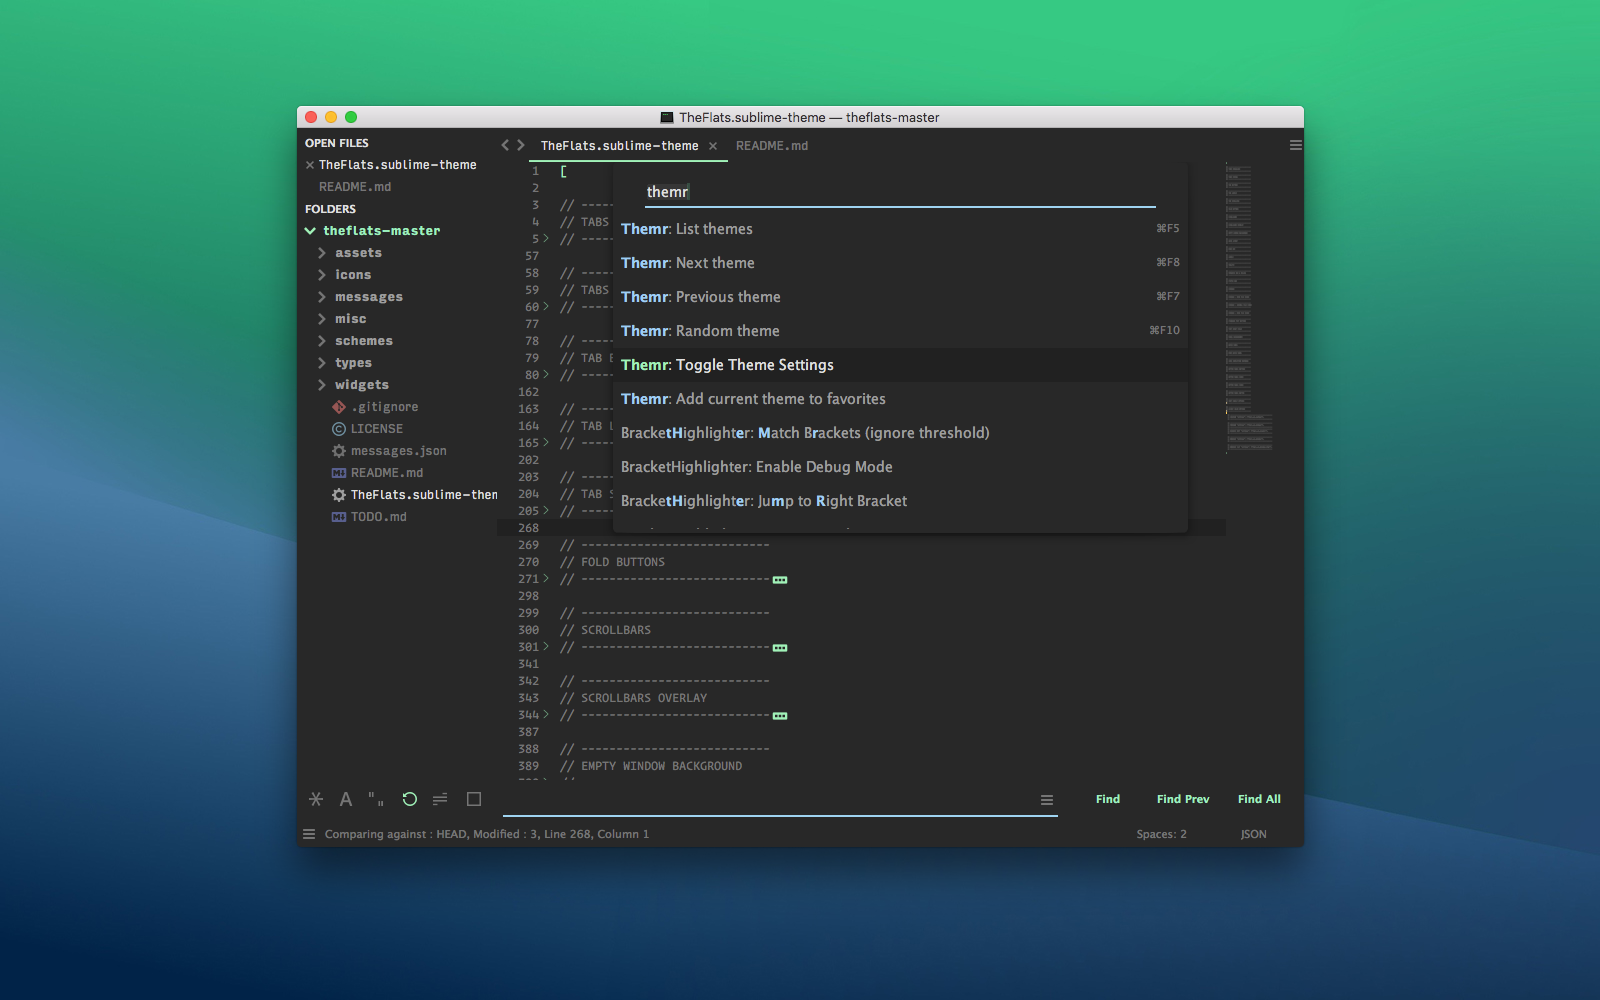 TheFlats.sublime-theme — theflats-master
OPEN FILES
TheFlats.sublime-theme
README.md
FOLDERS
theflats-master
assets
icons
messages
misc
schemes
types
widgets
.gitignore
LICENSE
messages.json
README.md
TheFlats.sublime-then
TODO.md
TheFlats.sublime-theme × README.md
1 [
2
3 // ----
4 // TABS
5 // ----
57
58 // ----
59 // TABS
60 // ----
77
78 // ----
79 // TAB
80 // ----
162
163 // ----
164 // TAB
165 // ----
202
203 // ----
204 // TAB S
205 // ----
268
269 // ---------------------------
270 // FOLD BUTTONS
271 // ---------------------------
298
299 // ---------------------------
300 // SCROLLBARS
301 // ---------------------------
341
342 // ---------------------------
343 // SCROLLBARS OVERLAY
344 // ---------------------------
387
388 // ---------------------------
389 // EMPTY WINDOW BACKGROUND
themr
Themr: List themes ⌘F5
Themr: Next theme ⌘F8
Themr: Previous theme ⌘F7
Themr: Random theme ⌘F10
Themr: Toggle Theme Settings
Themr: Add current theme to favorites
BracketHighlighter: Match Brackets (ignore threshold)
BracketHighlighter: Enable Debug Mode
BracketHighlighter: Jump to Right Bracket
Find Find Prev Find All
Comparing against : HEAD, Modified : 3, Line 268, Column 1 Spaces: 2 JSON